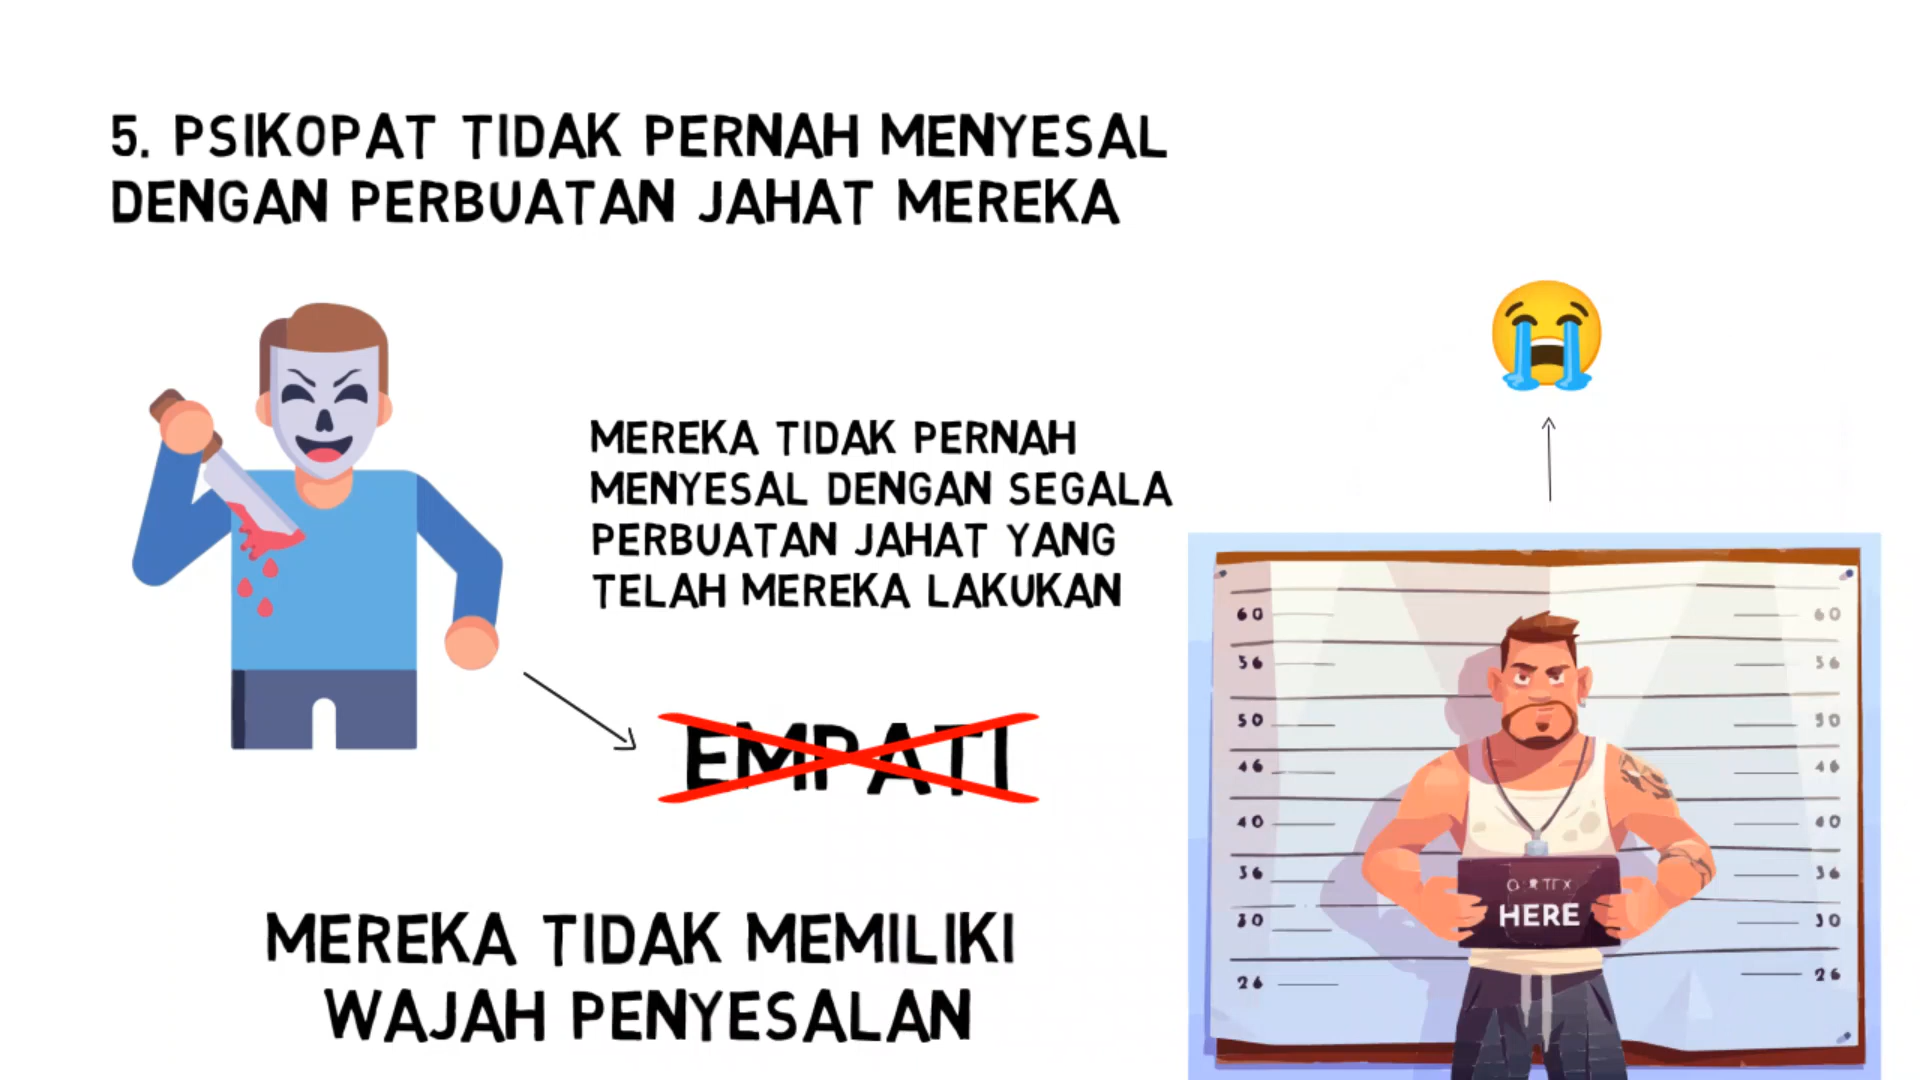 5. PSIKOPAT TIDAK PERNAH MENYESAL
DENGAN PERBUATAN JAHAT MEREKA
MEREKA TIDAK PERNAH
MENYESAL DENGAN SEGALA
PERBUATAN JAHAT YANG
TELAH MEREKA LAKUKAN
EMPATI
MEREKA TIDAK MEMILIKI
WAJAH PENYESALAN
60 60
56 56
50 50
46 46
40 40
36 36
HERE
30 30
26 26